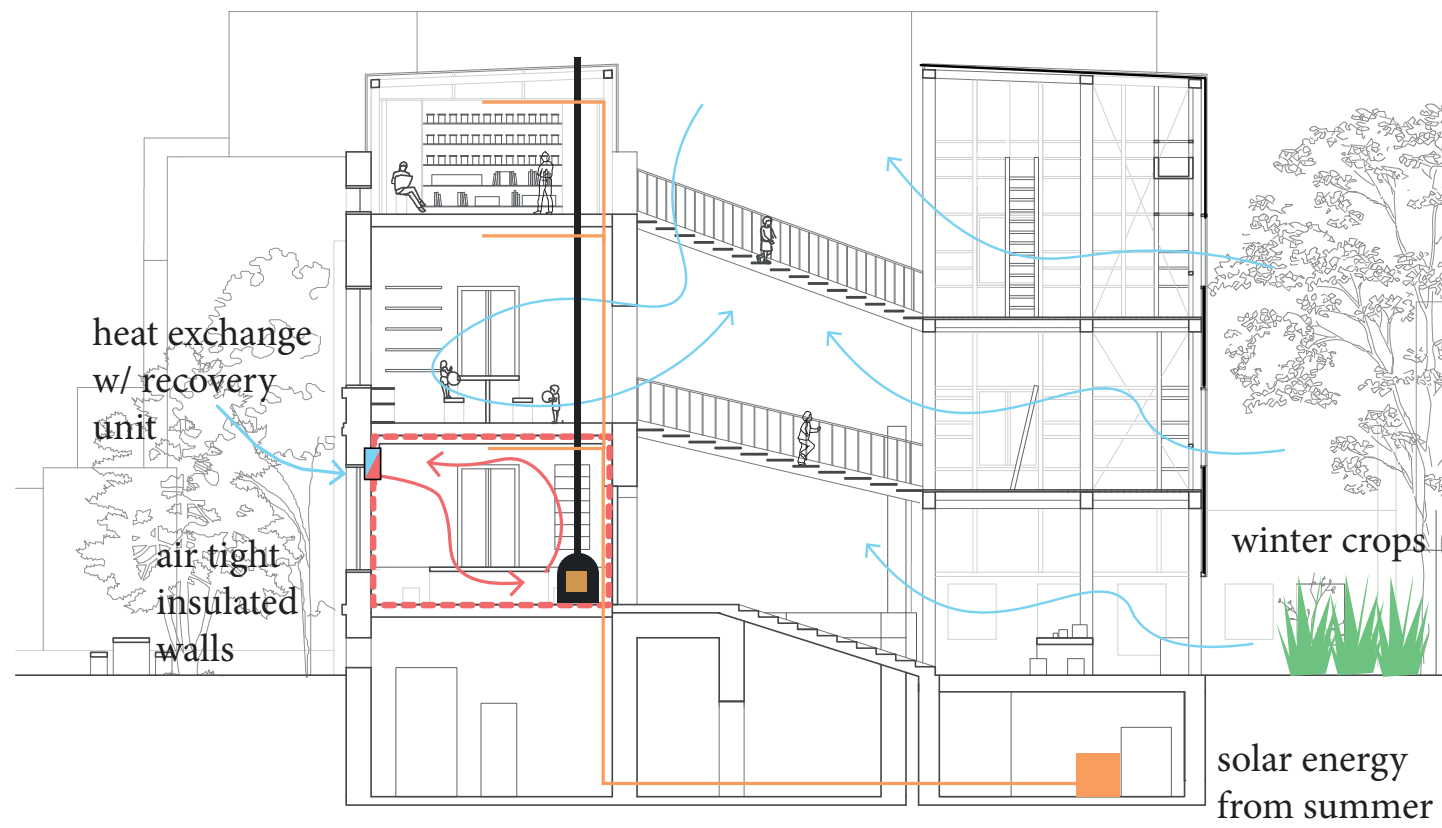 heat exchange
w/ recovery
unit
air tight
insulated
walls
winter crops
solar energy
from summer